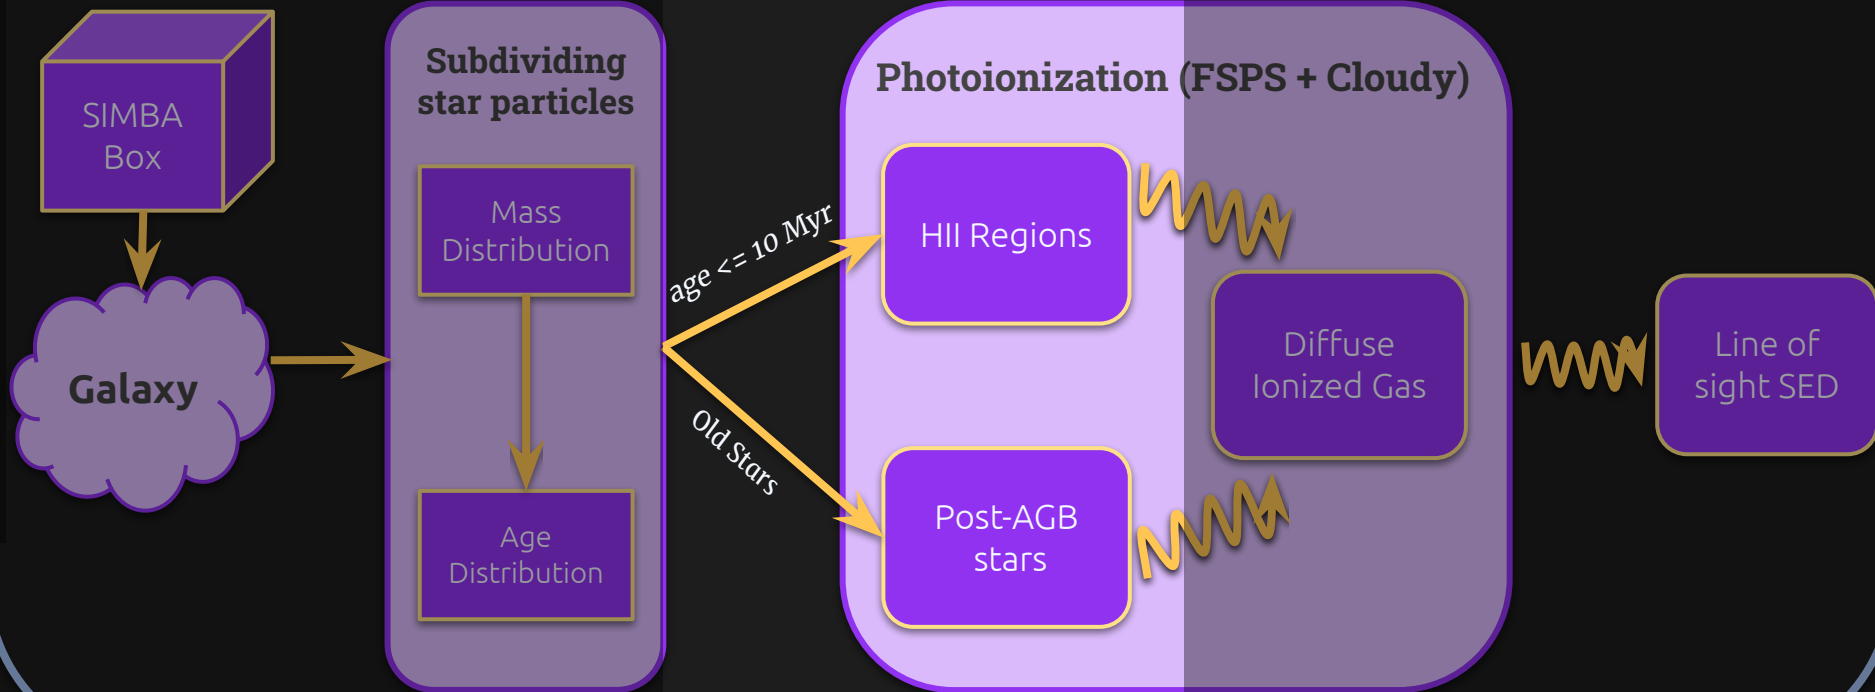 SIMBA
Box
Galaxy
Subdividing
star particles
Mass
Distribution
Age
Distribution
age <= 10 Myr
Old Stars
Photoionization (FSPS + Cloudy)
HII Regions
Post-AGB
stars
Diffuse
Ionized Gas
Line of
sight SED